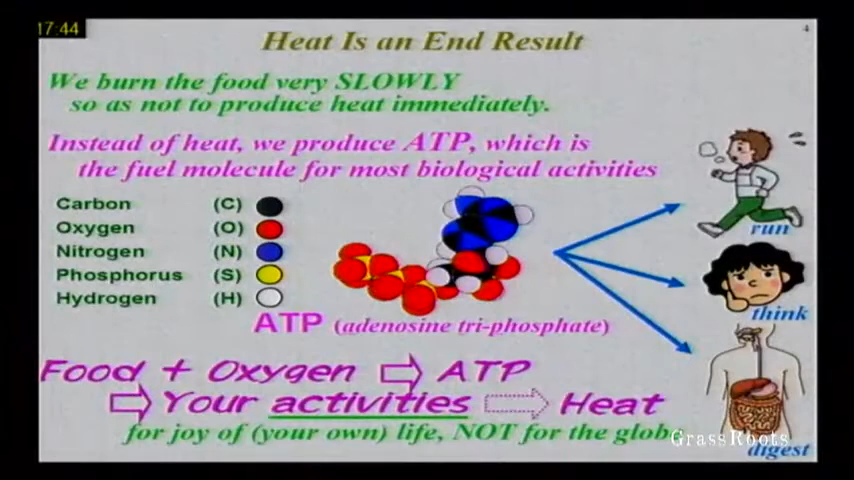 17:44
4
Heat Is an End Result
We burn the food very SLOWLY
so as not to produce heat immediately.
Instead of heat, we produce ATP, which is
the fuel molecule for most biological activities
Carbon (C)
Oxygen (O)
Nitrogen (N)
Phosphorus (S)
Hydrogen (H)
run
think
ATP (adenosine tri-phosphate)
Food + Oxygen ⇨ ATP
⇨ Your activities ⇨ Heat
for joy of (your own) life, NOT for the glob
GrassRoots
digest